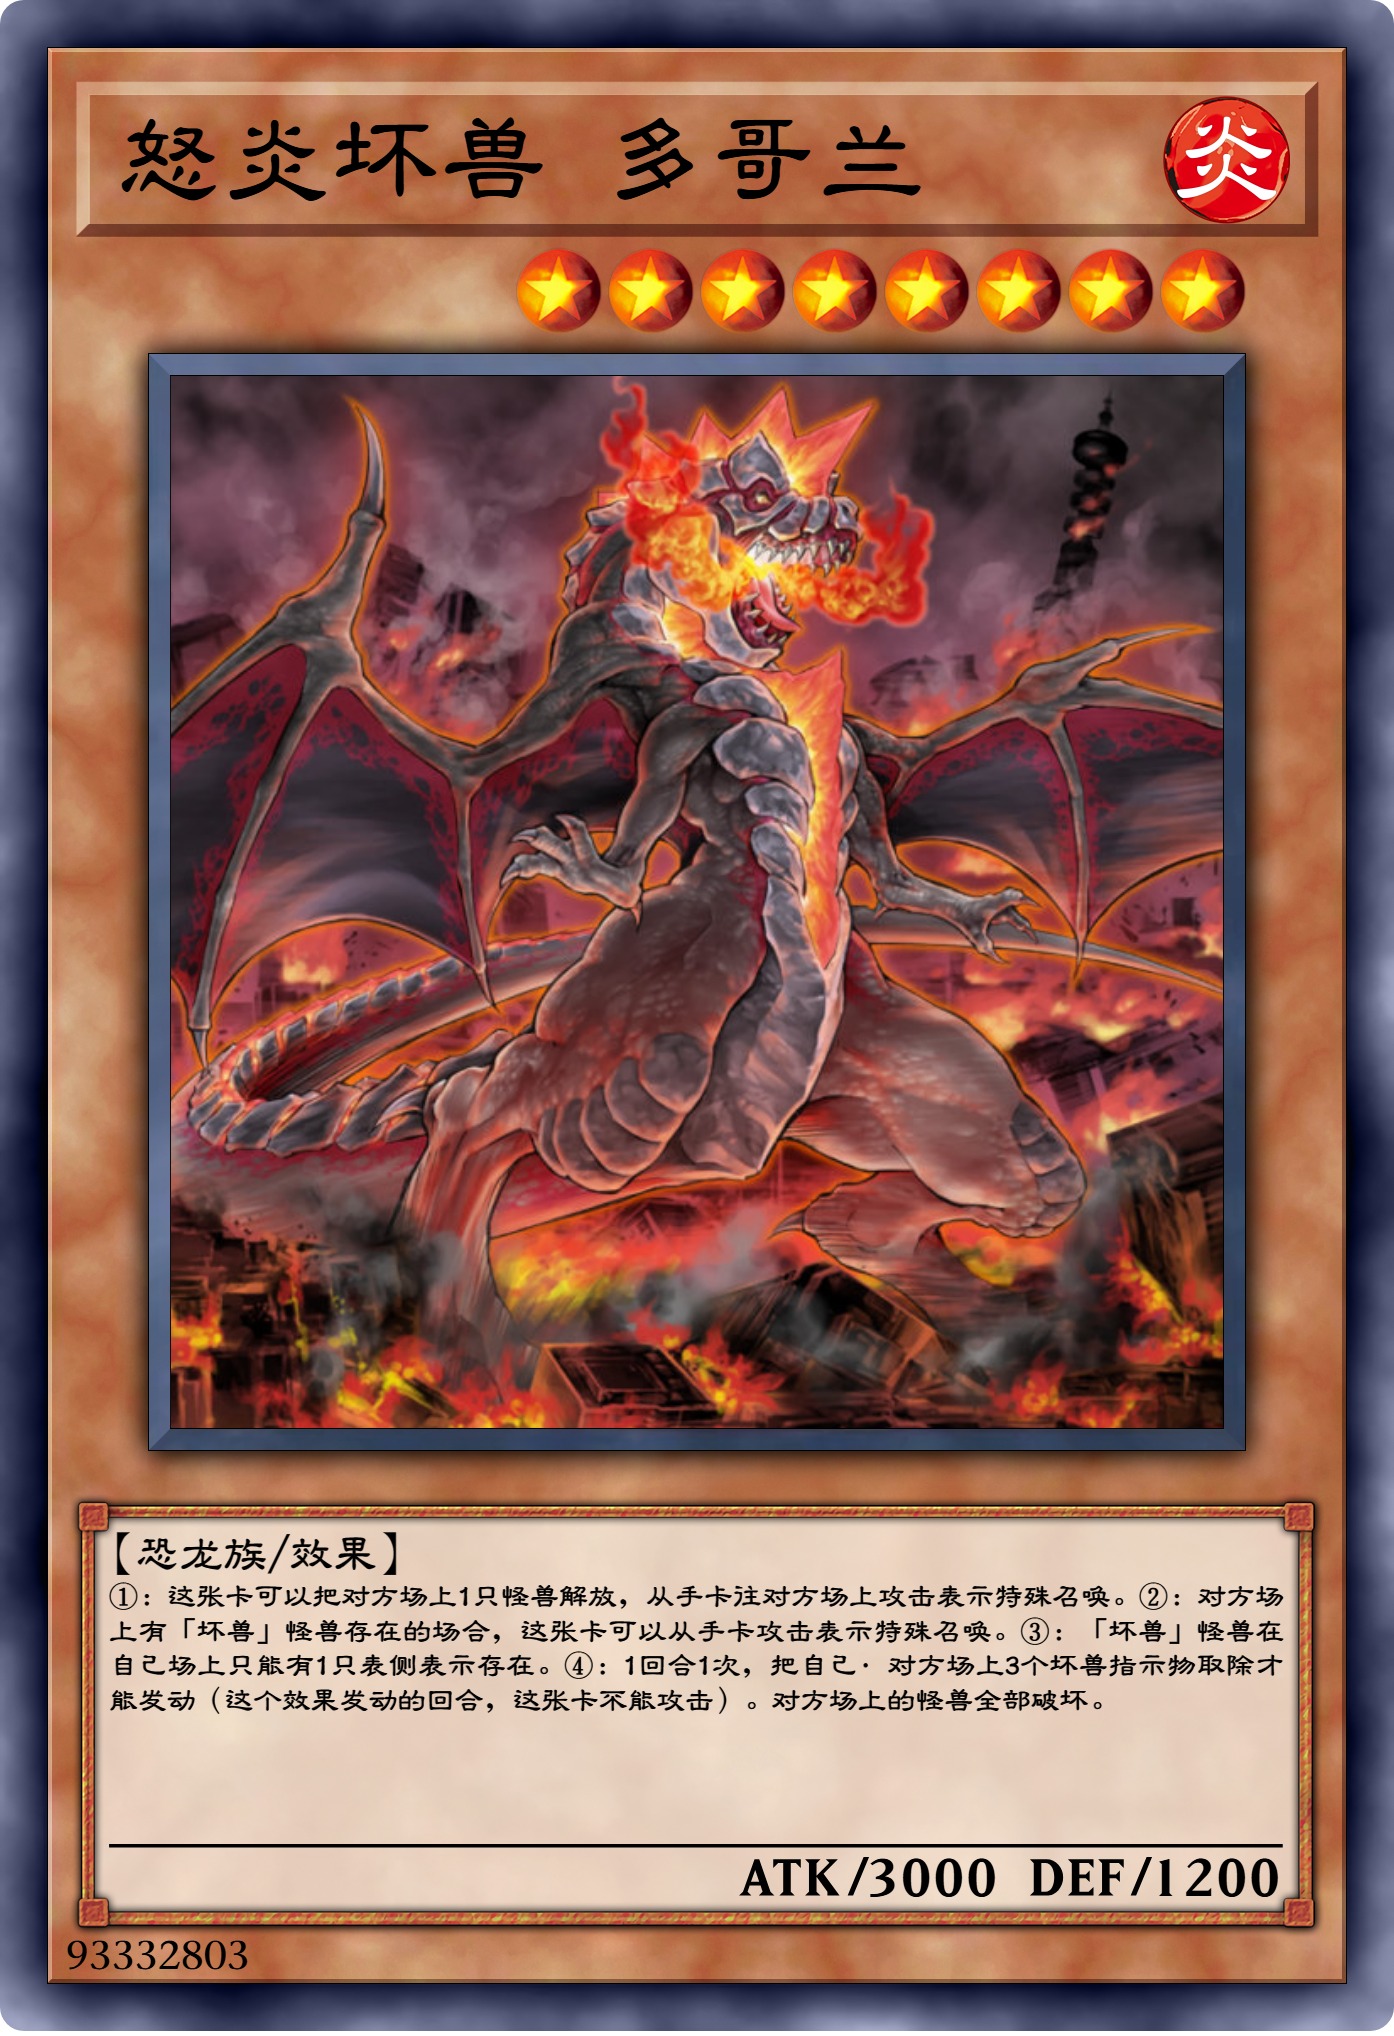 怒炎坏兽 多哥兰
炎
【恐龙族/效果】
①：这张卡可以把对方场上1只怪兽解放，从手卡往对方场上攻击表示特殊召唤。②：对方场
上有「坏兽」怪兽存在的场合，这张卡可以从手卡攻击表示特殊召唤。③：「坏兽」怪兽在
自己场上只能有1只表侧表示存在。④：1回合1次，把自己·对方场上3个坏兽指示物取除才
能发动（这个效果发动的回合，这张卡不能攻击）。对方场上的怪兽全部破坏。
ATK/3000 DEF/1200
93332803